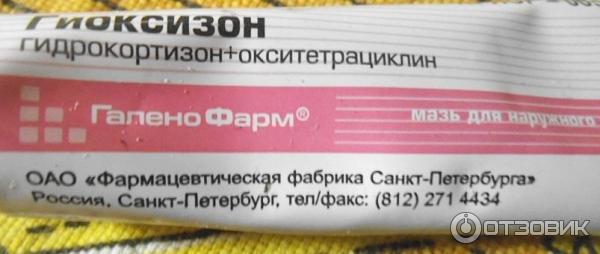 Гиоксизон
гидрокортизон+окситетрациклин
ГаленоФарм®
мазь для наружного
ОАО «Фармацевтическая фабрика Санкт-Петербурга»
Россия, Санкт-Петербург, тел/факс: (812) 271 4434
ОТЗОВИК